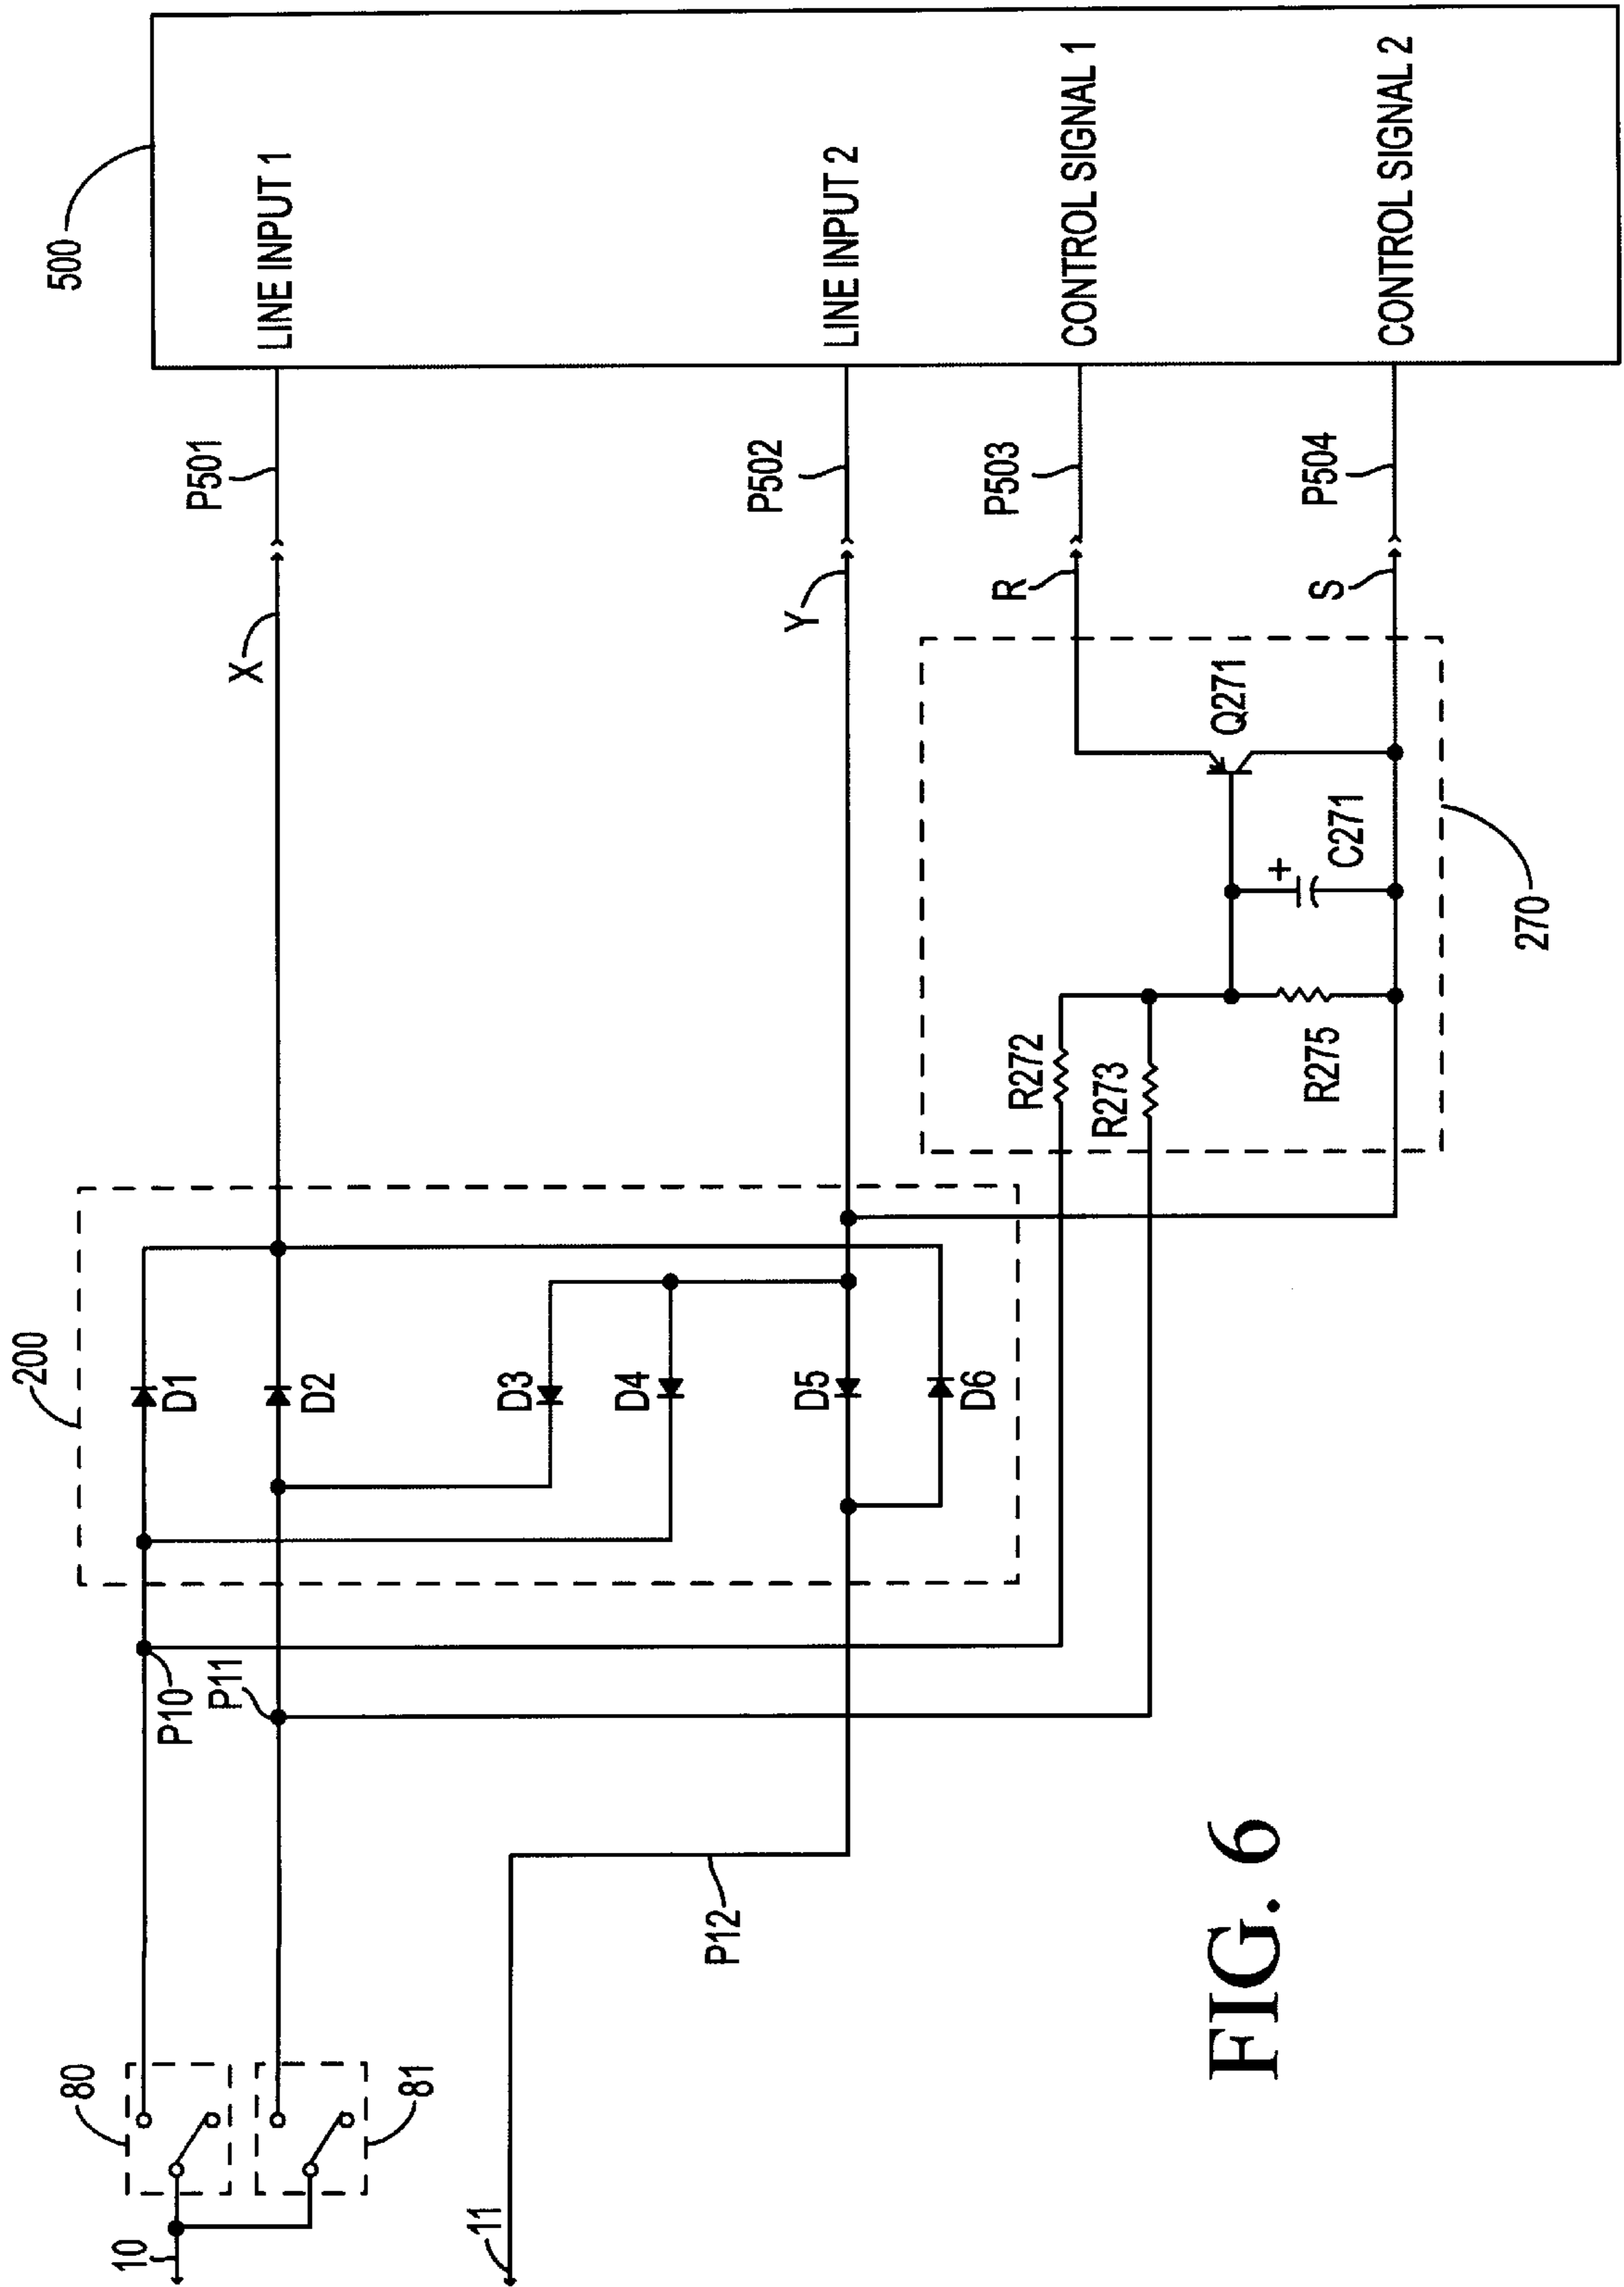 500
LINE INPUT 1
LINE INPUT 2
CONTROL SIGNAL 1
CONTROL SIGNAL 2
P501
P502
P503
P504
X
Y
R
S
Q271
C271
+
R272
R273
R275
270
200
D1
D2
D3
D4
D5
D6
P10
P11
P12
80
81
10
11
FIG. 6